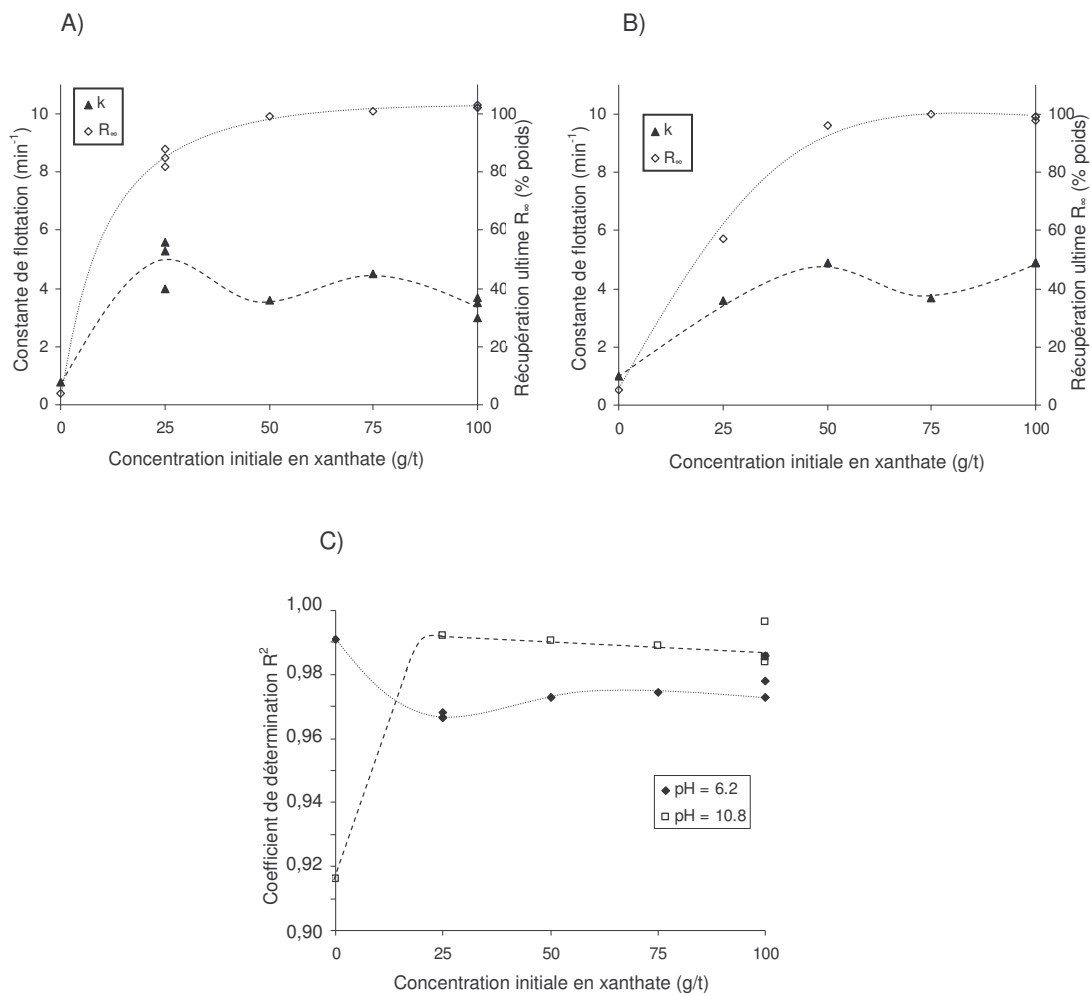 A)
k
R∞
Constante de flottation (min-1)
10
8
6
4
2
0
100
80
60
40
20
0
Récupération ultime R∞ (% poids)
0 25 50 75 100
Concentration initiale en xanthate (g/t)
B)
k
R∞
Constante de flottation (min-1)
10
8
6
4
2
0
100
80
60
40
20
0
Récupération ultime R∞ (% poids)
0 25 50 75 100
Concentration initiale en xanthate (g/t)
C)
Coefficient de détermination R2
1,00
0,98
0,96
0,94
0,92
0,90
pH = 6.2
pH = 10.8
0 25 50 75 100
Concentration initiale en xanthate (g/t)